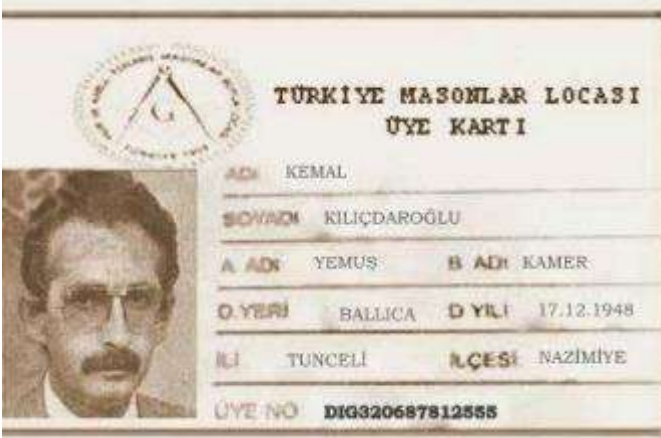 TÜRKİYE MASONLAR LOCASI
ÜYE KARTI
ADI KEMAL
SOYADI KILIÇDAROĞLU
A ADI YEMUŞ B ADI KAMER
D.YERİ BALLICA D YILI 17.12.1948
İLİ TUNCELİ İLÇESİ NAZİMİYE
ÜYE NO DIG320687812555
G